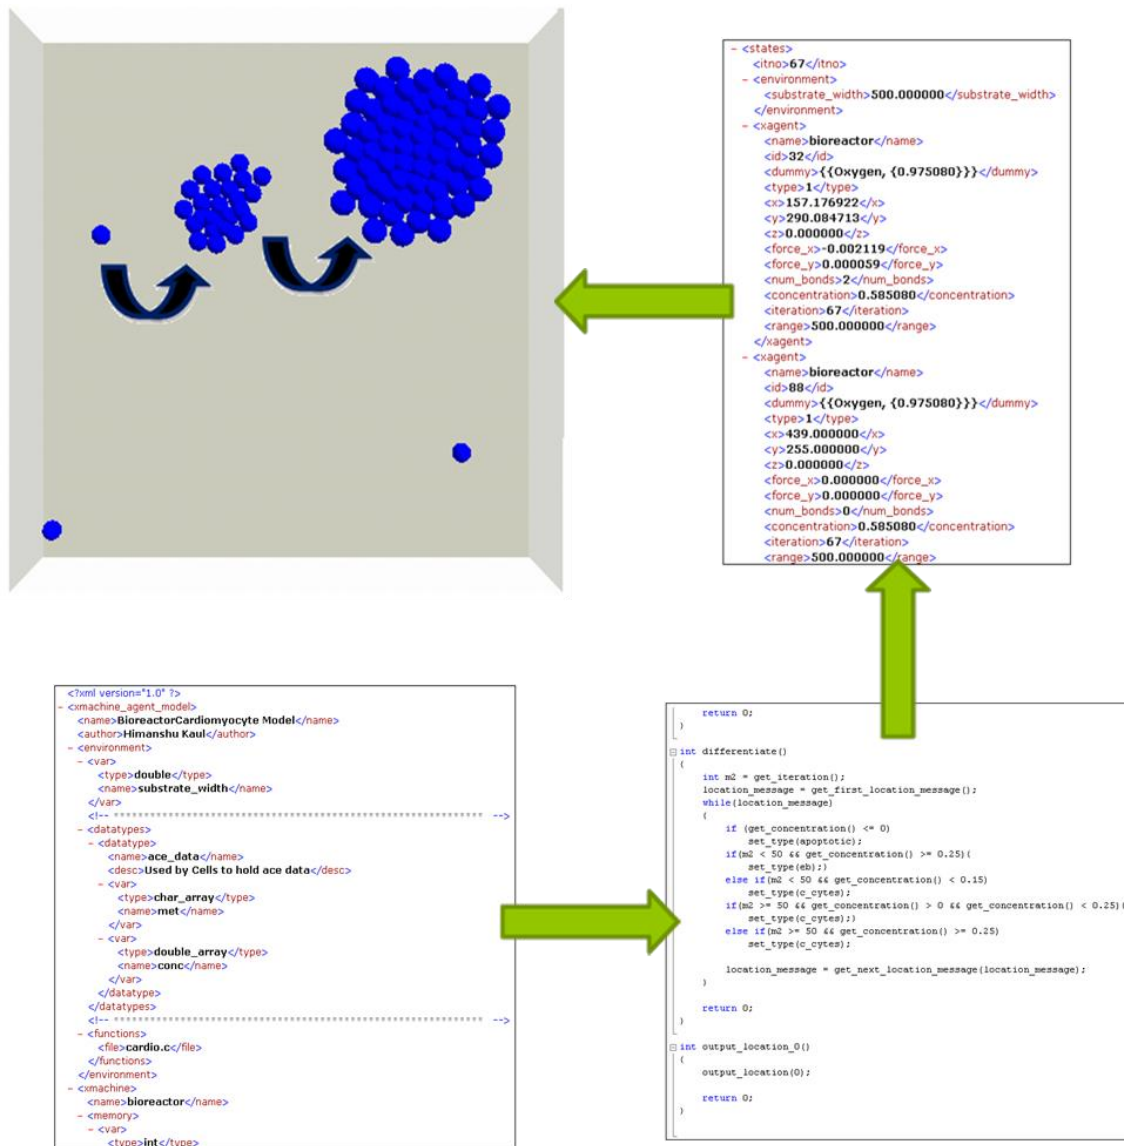 - <states>
<itno>67</itno>
- <environment>
<substrate_width>500.000000</substrate_width>
</environment>
- <xagent>
<name>bioreactor</name>
<id>32</id>
<dummy>{{Oxygen, {0.975080}}}</dummy>
<type>1</type>
<x>157.176922</x>
<y>290.084713</y>
<z>0.000000</z>
<force_x>-0.002119</force_x>
<force_y>0.000059</force_y>
<num_bonds>2</num_bonds>
<concentration>0.585080</concentration>
<iteration>67</iteration>
<range>500.000000</range>
</xagent>
- <xagent>
<name>bioreactor</name>
<id>88</id>
<dummy>{{Oxygen, {0.975080}}}</dummy>
<type>1</type>
<x>439.000000</x>
<y>255.000000</y>
<z>0.000000</z>
<force_x>0.000000</force_x>
<force_y>0.000000</force_y>
<num_bonds>0</num_bonds>
<concentration>0.585080</concentration>
<iteration>67</iteration>
<range>500.000000</range>
<?xml version="1.0" ?>
- <xmachine_agent_model>
<name>BioreactorCardiomyocyte Model</name>
<author>Himanshu Kaul</author>
- <environment>
- <var>
<type>double</type>
<name>substrate_width</name>
</var>
<!-- ************************************************** -->
- <datatypes>
- <datatype>
<name>ace_data</name>
<desc>Used by Cells to hold ace data</desc>
- <var>
<type>char_array</type>
<name>met</name>
</var>
- <var>
<type>double_array</type>
<name>conc</name>
</var>
</datatype>
</datatypes>
<!-- ************************************************** -->
- <functions>
<file>cardio.c</file>
</functions>
</environment>
- <xmachine>
<name>bioreactor</name>
- <memory>
- <var>
<type>int</type>
return 0;
}
int differentiate()
{
int m2 = get_iteration();
location_message = get_first_location_message();
while(location_message)
{
if (get_concentration() <= 0)
set_type(apoptotic);
if(m2 < 50 && get_concentration() >= 0.25){
set_type(eb);}
else if(m2 < 50 && get_concentration() < 0.15)
set_type(c_cytes);
if(m2 >= 50 && get_concentration() > 0 && get_concentration() < 0.25){
set_type(c_cytes);}
else if(m2 >= 50 && get_concentration() >= 0.25)
set_type(c_cytes);
location_message = get_next_location_message(location_message);
}
return 0;
}
int output_location_0()
{
output_location(0);
return 0;
}